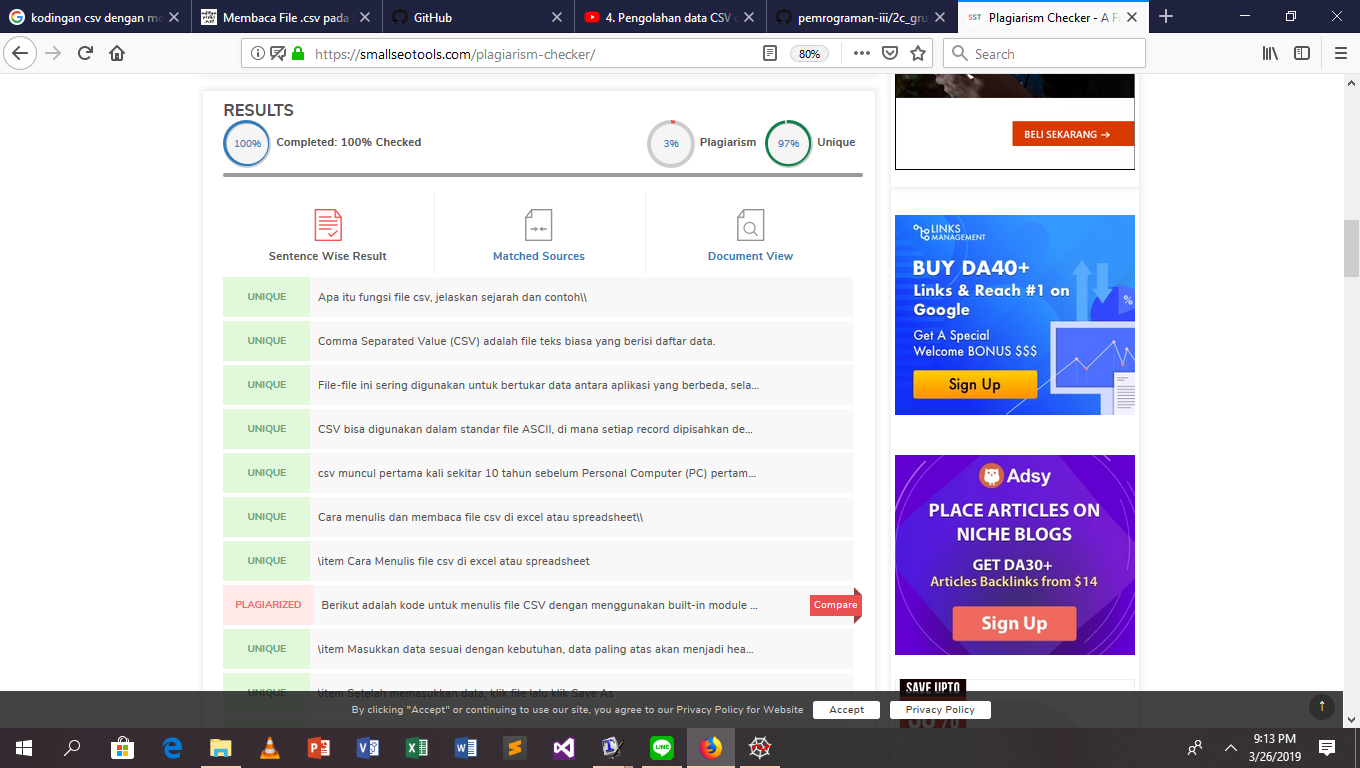 kodingan csv dengan m
Membaca File .csv pada
GitHub
4. Pengolahan data CSV
pemrograman-iii/2c_gru
SST
Plagiarism Checker - A F
https://smallseotools.com/plagiarism-checker/
80%
Search
RESULTS
100%
Completed: 100% Checked
3%
Plagiarism
97%
Unique
Sentence Wise Result
Matched Sources
Document View
UNIQUE
Apa itu fungsi file csv, jelaskan sejarah dan contoh\\
UNIQUE
Comma Separated Value (CSV) adalah file teks biasa yang berisi daftar data.
UNIQUE
File-file ini sering digunakan untuk bertukar data antara aplikasi yang berbeda, sela...
UNIQUE
CSV bisa digunakan dalam standar file ASCII, di mana setiap record dipisahkan de...
UNIQUE
csv muncul pertama kali sekitar 10 tahun sebelum Personal Computer (PC) pertam...
UNIQUE
Cara menulis dan membaca file csv di excel atau spreadsheet\\
UNIQUE
\item Cara Menulis file csv di excel atau spreadsheet
PLAGIARIZED
Berikut adalah kode untuk menulis file CSV dengan menggunakan built-in module ...
Compare
UNIQUE
\item Masukkan data sesuai dengan kebutuhan, data paling atas akan menjadi hea...
UNIQUE
\item Setelah memasukkan data, klik file lalu klik Save As
BELI SEKARANG →
LINKS
MANAGEMENT
BUY DA40+
Links & Reach #1 on
Google
Get A Special
Welcome BONUS $$$
Sign Up
%
Adsy
PLACE ARTICLES ON
NICHE BLOGS
GET DA30+
Articles Backlinks from $14
Sign Up
SAVE UPTO
By clicking "Accept" or continuing to use our site, you agree to our Privacy Policy for Website
Accept
Privacy Policy
9:13 PM
3/26/2019